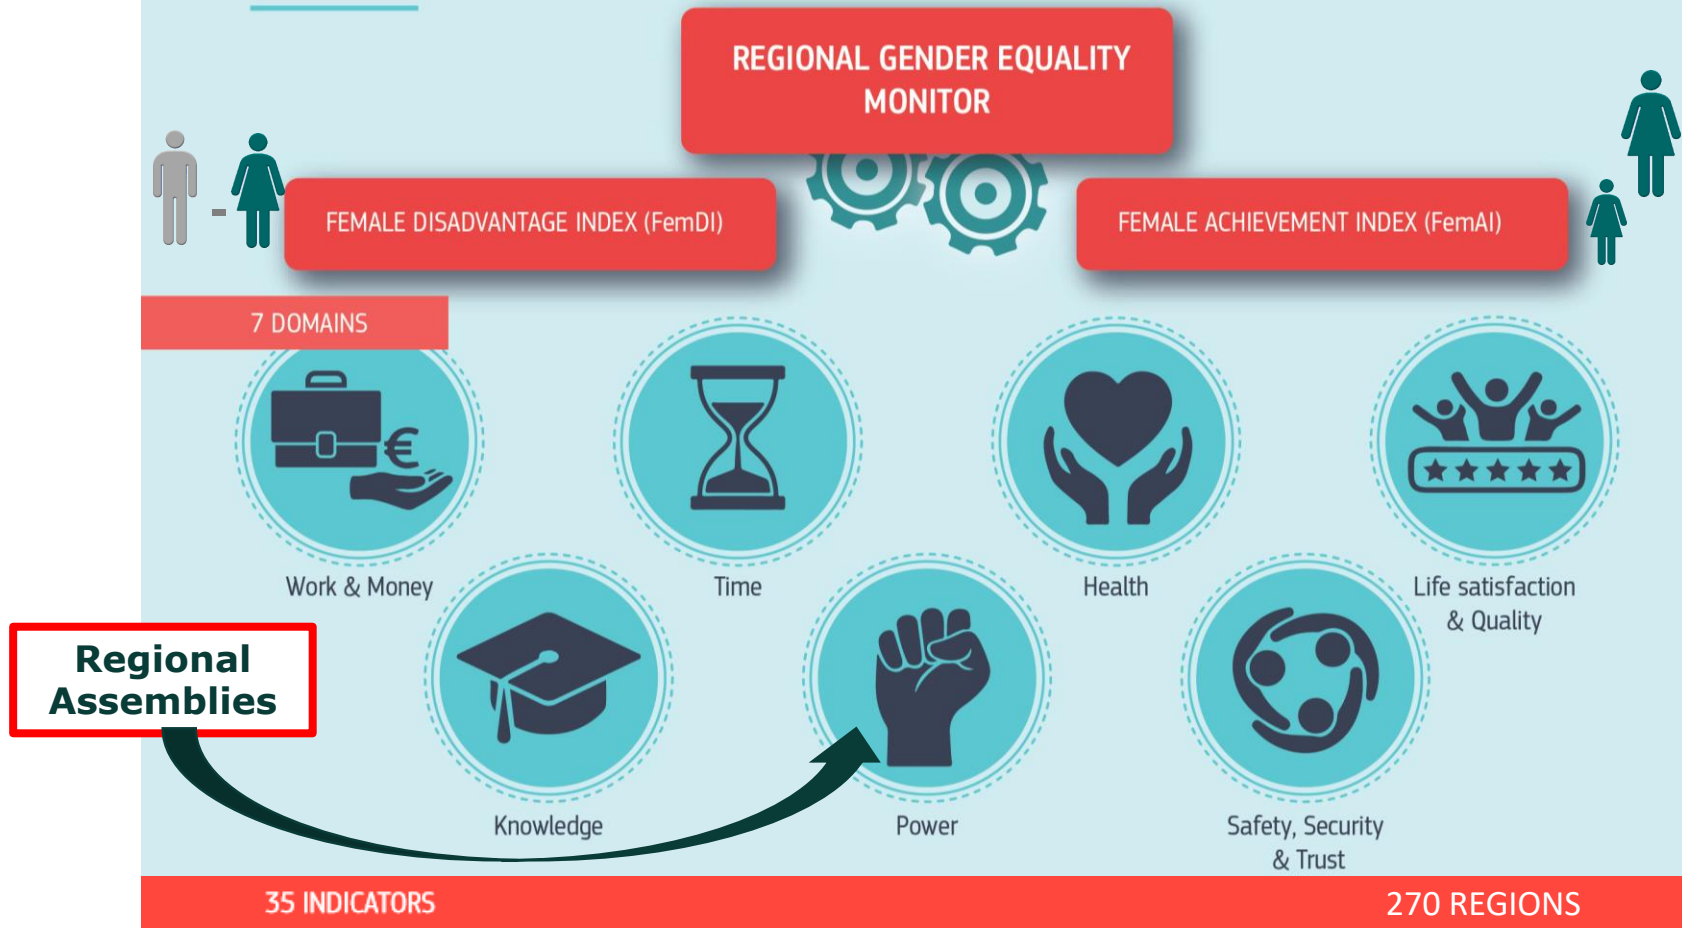 REGIONAL GENDER EQUALITY
MONITOR
FEMALE DISADVANTAGE INDEX (FemDI)
FEMALE ACHIEVEMENT INDEX (FemAI)
7 DOMAINS
€
Work & Money
Time
Health
Life satisfaction
& Quality
Regional
Assemblies
Knowledge
Power
Safety, Security
& Trust
35 INDICATORS
270 REGIONS